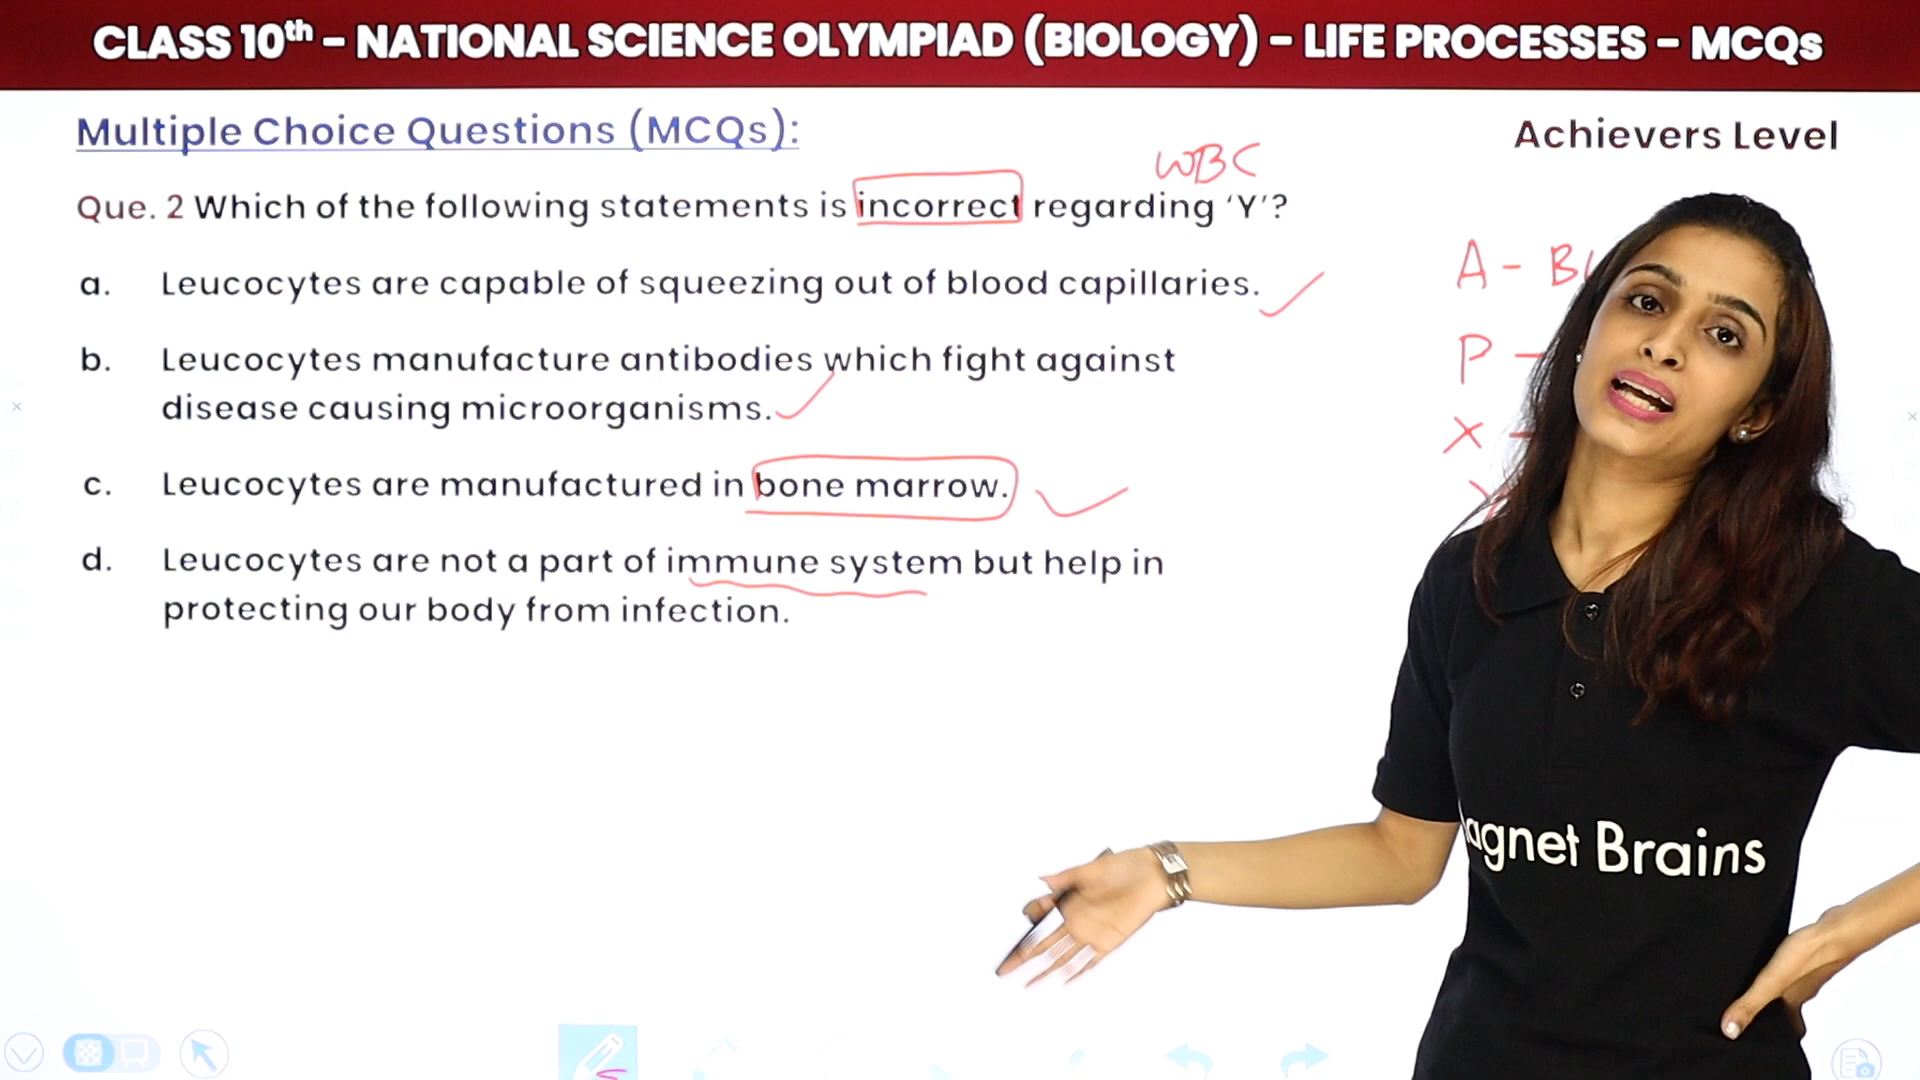 CLASS 10th - NATIONAL SCIENCE OLYMPIAD (BIOLOGY) - LIFE PROCESSES - MCQs
Multiple Choice Questions (MCQs):
Achievers Level
WBC
Que. 2 Which of the following statements is incorrect regarding ‘Y’?
a. Leucocytes are capable of squeezing out of blood capillaries.
A -
b. Leucocytes manufacture antibodies which fight against
disease causing microorganisms.
P -
X -
c. Leucocytes are manufactured in bone marrow.
d. Leucocytes are not a part of immune system but help in
protecting our body from infection.
agnet Brains